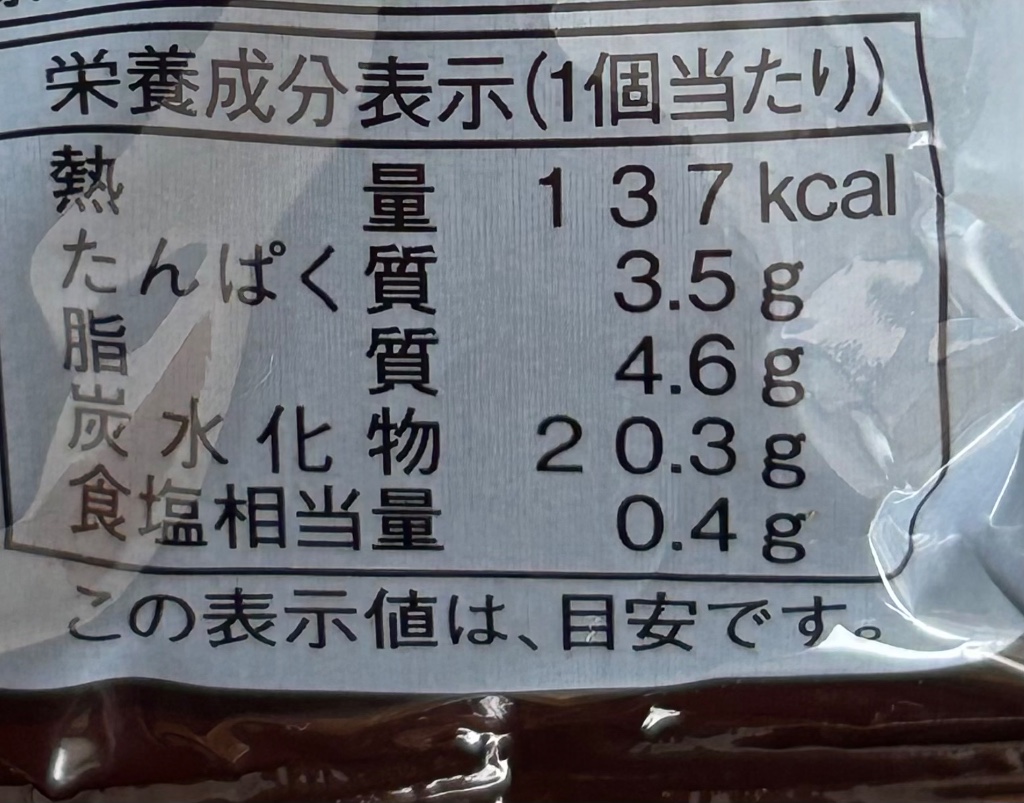 栄養成分表示(1個当たり)
熱量 137kcal
たんぱく質 3.5g
脂質 4.6g
炭水化物 20.3g
食塩相当量 0.4g
この表示値は、目安です。